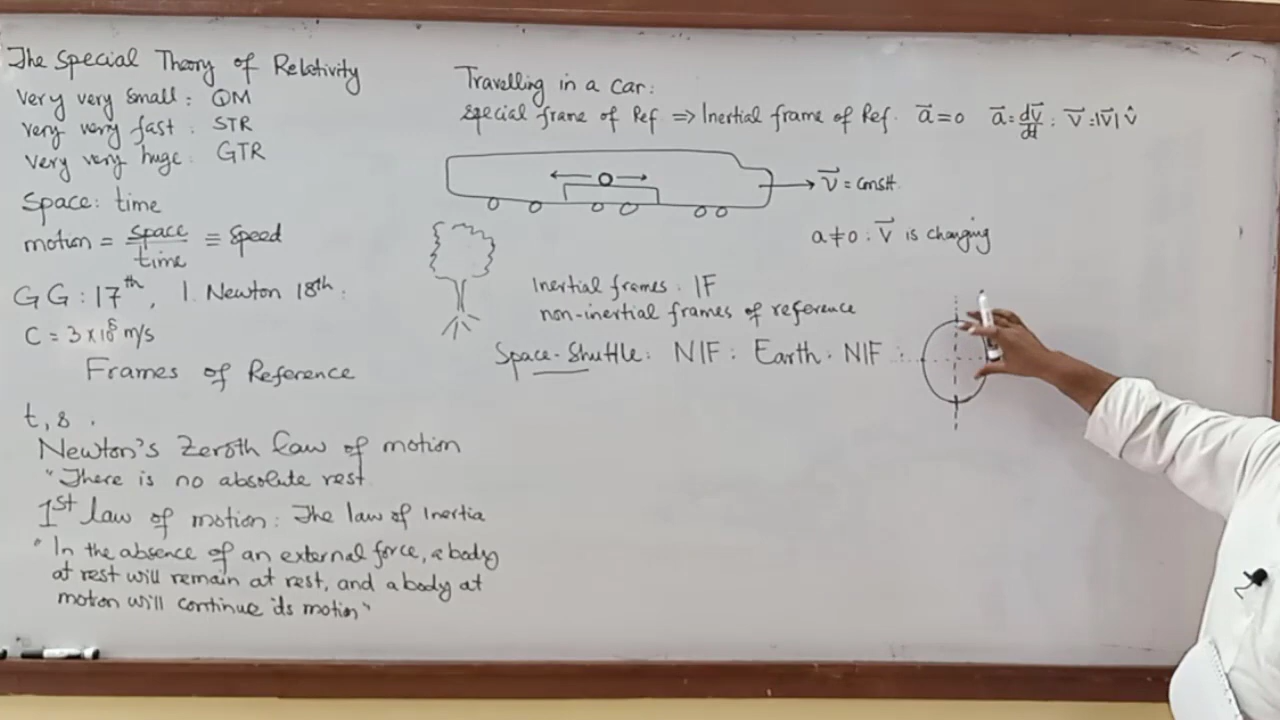 The Special Theory of Relativity
very very small: QM
very very fast: STR
very very huge: GTR
Space: time
motion = space/time ≡ speed
GG: 17th, I. Newton 18th:
C = 3 x 10^8 m/s
Frames of Reference
t, s.
Newton's Zeroth law of motion
"There is no absolute rest
1st law of motion: The law of Inertia
"In the absence of an external force, a body
at rest will remain at rest, and a body at
motion will continue its motion"
Travelling in a car:
special frame of Ref => Inertial frame of Ref. a⃗ = 0 a⃗ = dv⃗/dt : v⃗ = |v⃗| v̂
v⃗ = const.
a ≠ 0 : v⃗ is changing
Inertial frames: IF
non-inertial frames of reference
Space-Shuttle: NIF: Earth: NIF: